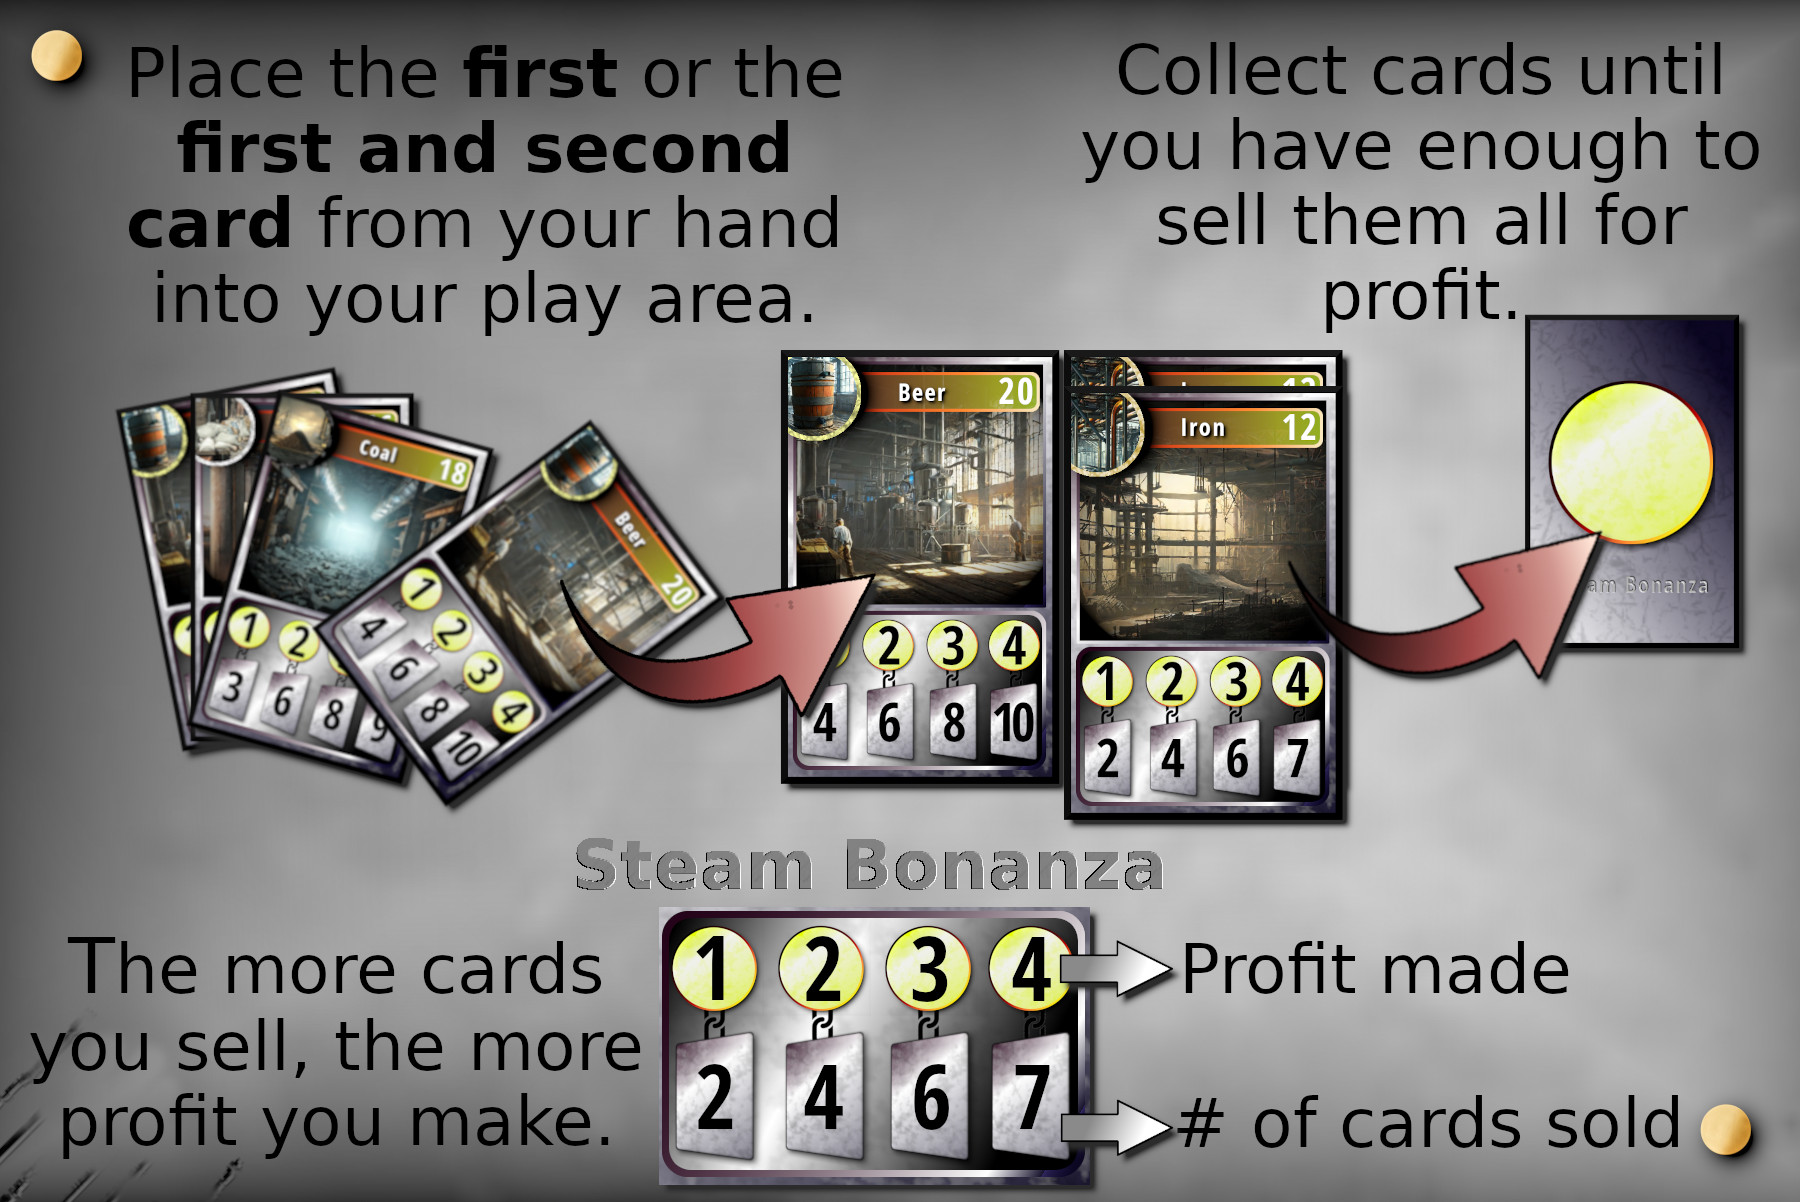 Place the first or the
first and second
card from your hand
into your play area.
Collect cards until
you have enough to
sell them all for
profit.
Coal 18
1 2
3 6 8 9
Beer 20
1 2 3 4
4 6 8 10
Beer 20
2 3 4
4 6 8 10
12
Iron 12
1 2 3 4
2 4 6 7
am Bonanza
Steam Bonanza
The more cards
you sell, the more
profit you make.
1 2 3 4
2 4 6 7
Profit made
# of cards sold